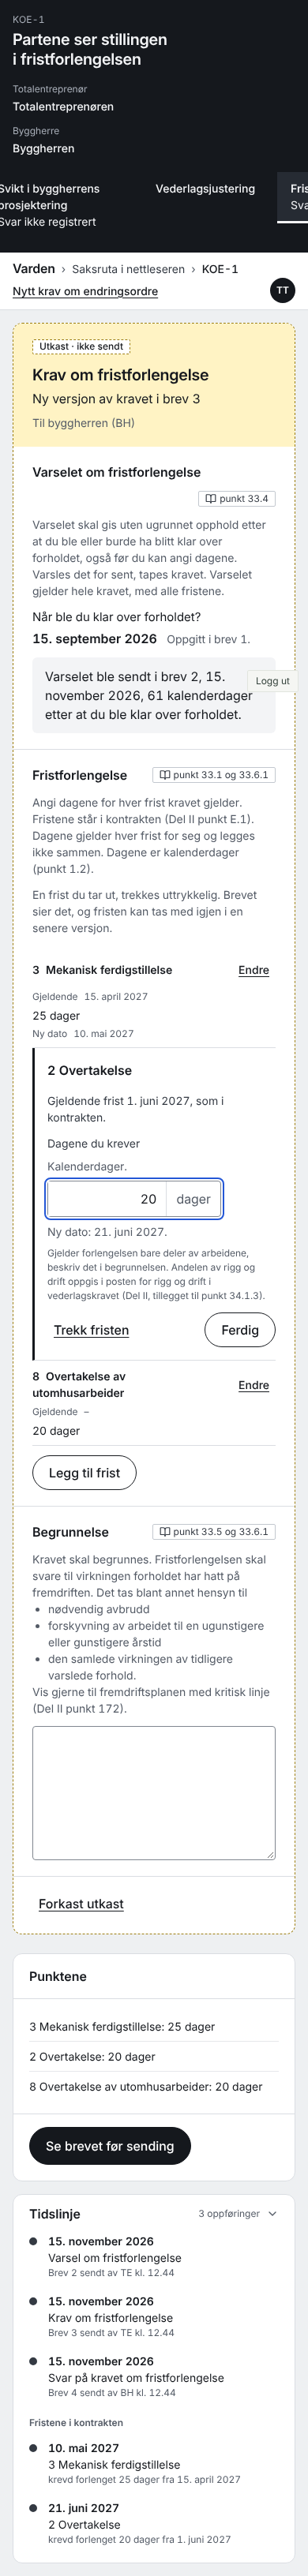 KOE-1
Partene ser stillingen
i fristforlengelsen
Totalentreprenør
Totalentreprenøren
Byggherre
Byggherren
Svikt i byggherrens
prosjektering
Svar ikke registrert
Vederlagsjustering
Fris
Sva
Varden › Saksruta i nettleseren › KOE-1
Nytt krav om endringsordre
TT
Utkast · ikke sendt
Krav om fristforlengelse
Ny versjon av kravet i brev 3
Til byggherren (BH)
Varselet om fristforlengelse
punkt 33.4
Varselet skal gis uten ugrunnet opphold etter
at du ble eller burde ha blitt klar over
forholdet, også før du kan angi dagene.
Varsles det for sent, tapes kravet. Varselet
gjelder hele kravet, med alle fristene.
Når ble du klar over forholdet?
15. september 2026 Oppgitt i brev 1.
Varselet ble sendt i brev 2, 15.
november 2026, 61 kalenderdager
etter at du ble klar over forholdet.
Logg ut
Fristforlengelse
punkt 33.1 og 33.6.1
Angi dagene for hver frist kravet gjelder.
Fristene står i kontrakten (Del II punkt E.1).
Dagene gjelder hver frist for seg og legges
ikke sammen. Dagene er kalenderdager
(punkt 1.2).
En frist du tar ut, trekkes uttrykkelig. Brevet
sier det, og fristen kan tas med igjen i en
senere versjon.
3 Mekanisk ferdigstillelse
Endre
Gjeldende 15. april 2027
25 dager
Ny dato 10. mai 2027
2 Overtakelse
Gjeldende frist 1. juni 2027, som i
kontrakten.
Dagene du krever
Kalenderdager.
20 dager
Ny dato: 21. juni 2027.
Gjelder forlengelsen bare deler av arbeidene,
beskriv det i begrunnelsen. Andelen av rigg og
drift oppgis i posten for rigg og drift i
vederlagskravet (Del II, tillegget til punkt 34.1.3).
Trekk fristen
Ferdig
8 Overtakelse av
utomhusarbeider
Endre
Gjeldende –
20 dager
Legg til frist
Begrunnelse
punkt 33.5 og 33.6.1
Kravet skal begrunnes. Fristforlengelsen skal
svare til virkningen forholdet har hatt på
fremdriften. Det tas blant annet hensyn til
• nødvendig avbrudd
• forskyvning av arbeidet til en ugunstigere
eller gunstigere årstid
• den samlede virkningen av tidligere
varslede forhold.
Vis gjerne til fremdriftsplanen med kritisk linje
(Del II punkt 172).
Forkast utkast
Punktene
3 Mekanisk ferdigstillelse: 25 dager
2 Overtakelse: 20 dager
8 Overtakelse av utomhusarbeider: 20 dager
Se brevet før sending
Tidslinje
3 oppføringer
15. november 2026
Varsel om fristforlengelse
Brev 2 sendt av TE kl. 12.44
15. november 2026
Krav om fristforlengelse
Brev 3 sendt av TE kl. 12.44
15. november 2026
Svar på kravet om fristforlengelse
Brev 4 sendt av BH kl. 12.44
Fristene i kontrakten
10. mai 2027
3 Mekanisk ferdigstillelse
krevd forlenget 25 dager fra 15. april 2027
21. juni 2027
2 Overtakelse
krevd forlenget 20 dager fra 1. juni 2027